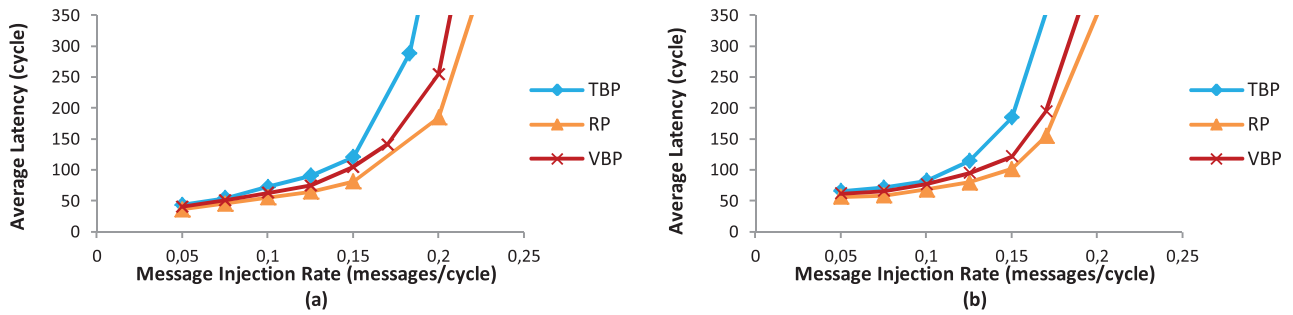 Average Latency (cycle)
350
300
250
200
150
100
50
0
0 0,05 0,1 0,15 0,2 0,25
Message Injection Rate (messages/cycle)
(a)
TBP
RP
VBP
Average Latency (cycle)
350
300
250
200
150
100
50
0
0 0,05 0,1 0,15 0,2 0,25
Message Injection Rate (messages/cycle)
(b)
TBP
RP
VBP